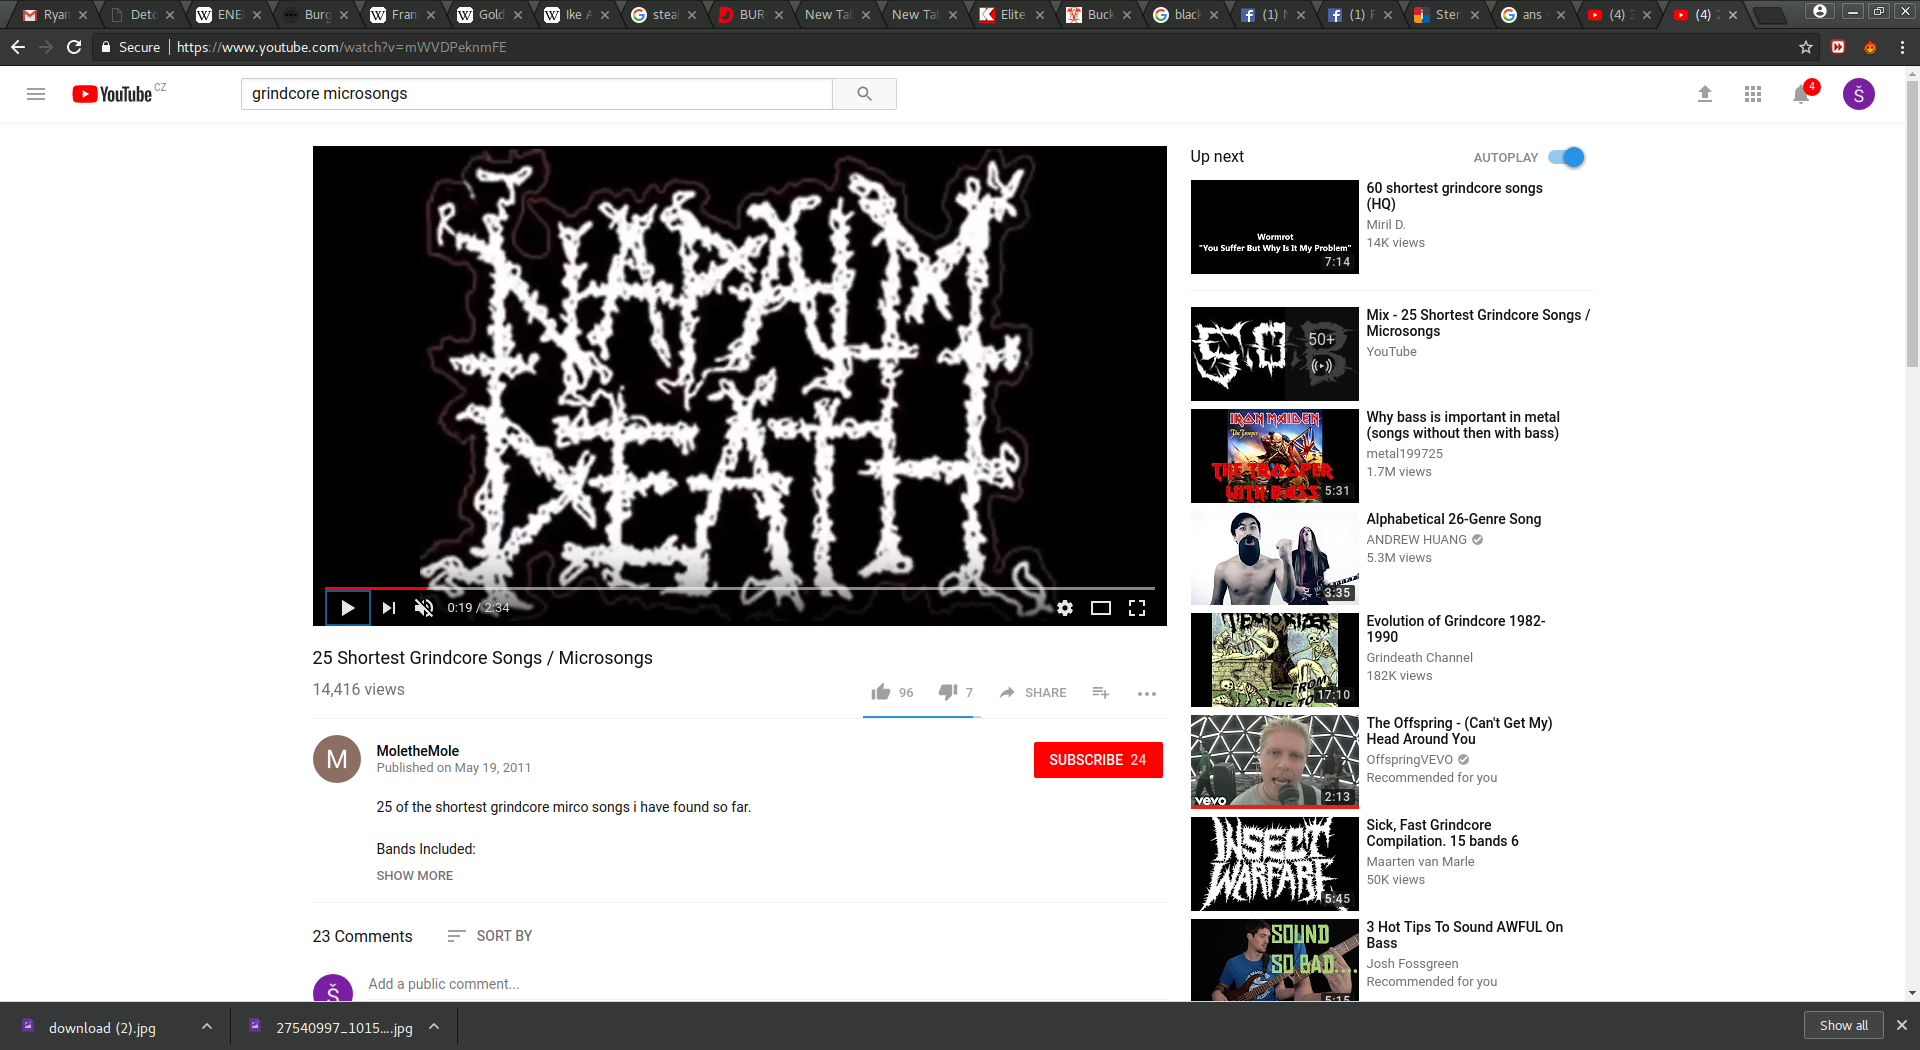 Ryan
Deto
ENE
Burg
Fran
Gold
Ike A
steal
BUR
New Tab
New Tab
Elite
Buck
black
(1)
(1) F
Ster
ans
(4)
(4)
Secure
https://www.youtube.com/watch?v=mWVDPeknmFE
YouTube CZ
grindcore microsongs
4
Š
NAPALM
DEATH
0:19 / 2:34
25 Shortest Grindcore Songs / Microsongs
14,416 views
96
7
SHARE
M
MoletheMole
Published on May 19, 2011
SUBSCRIBE 24
25 of the shortest grindcore mirco songs i have found so far.
Bands Included:
SHOW MORE
23 Comments
SORT BY
Š
Add a public comment...
Up next
AUTOPLAY
Wormrot
"You Suffer But Why Is It My Problem"
7:14
60 shortest grindcore songs
(HQ)
Miril D.
14K views
50+
Mix - 25 Shortest Grindcore Songs /
Microsongs
YouTube
IRON MAIDEN
The Trooper
THE TROOPER
WITH BASS
5:31
Why bass is important in metal
(songs without then with bass)
metal199725
1.7M views
3:35
Alphabetical 26-Genre Song
ANDREW HUANG
5.3M views
TERRORIZER
FROM
THE TO
17:10
Evolution of Grindcore 1982-
1990
Grindeath Channel
182K views
vevo
2:13
The Offspring - (Can't Get My)
Head Around You
OffspringVEVO
Recommended for you
INSECT
WARFARE
5:45
Sick, Fast Grindcore
Compilation. 15 bands 6
Maarten van Marle
50K views
SOUND
SO BAD....
5:15
3 Hot Tips To Sound AWFUL On
Bass
Josh Fossgreen
Recommended for you
download (2).jpg
27540997_1015....jpg
Show all